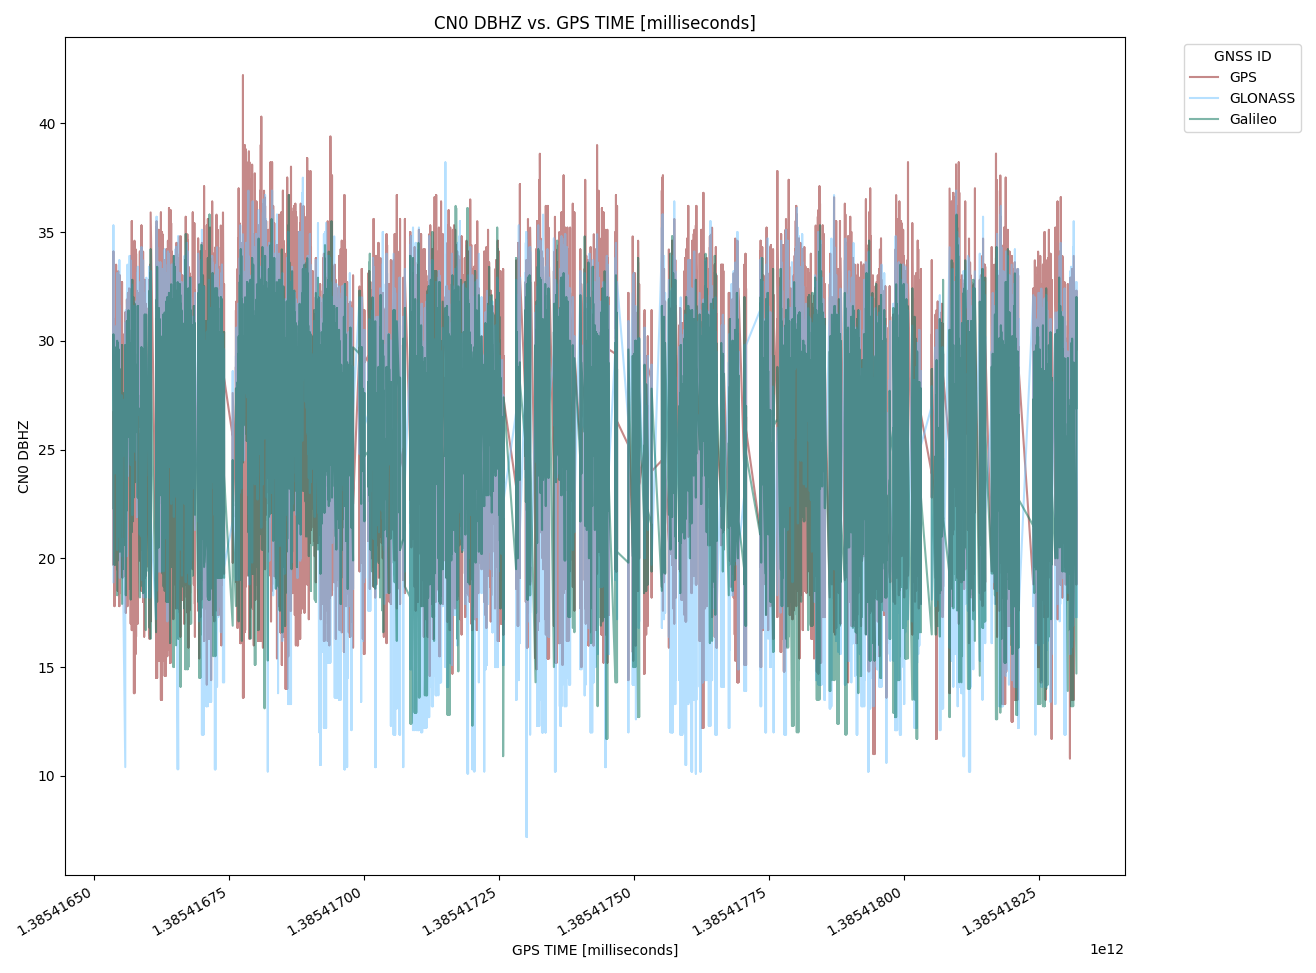 CN0 DBHZ vs. GPS TIME [milliseconds]
GNSS ID
GPS
GLONASS
Galileo
40
35
30
25
20
15
10
CN0 DBHZ
1.38541650
1.38541675
1.38541700
1.38541725
1.38541750
1.38541775
1.38541800
1.38541825
GPS TIME [milliseconds]
1e12